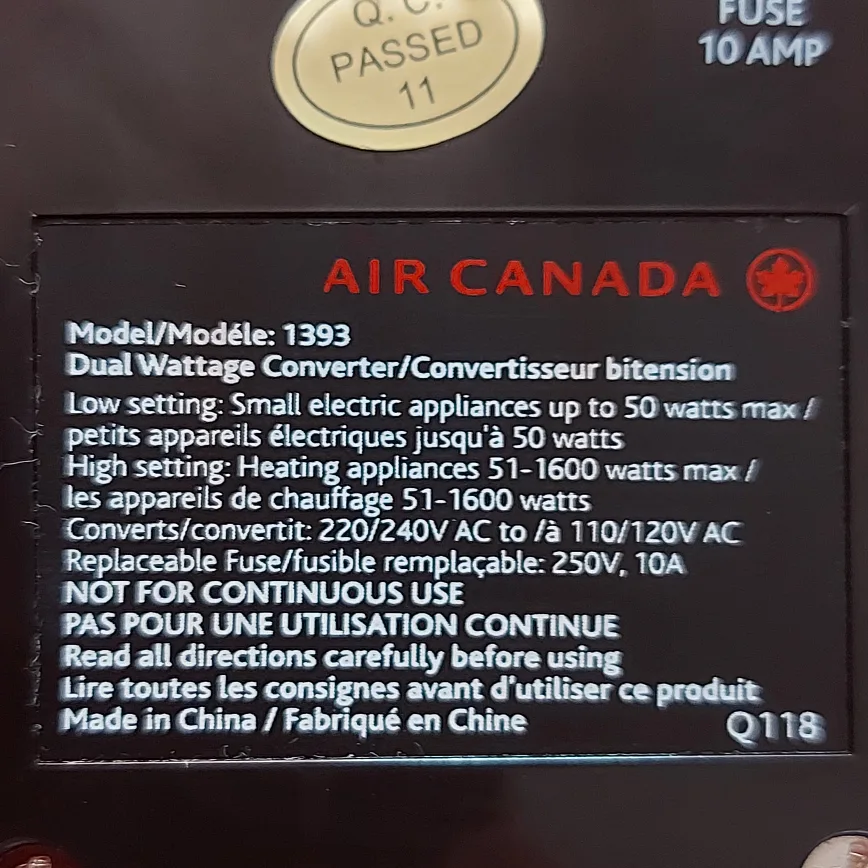 Q. C.
PASSED
11
FUSE
10 AMP
AIR CANADA
Model/Modéle: 1393
Dual Wattage Converter/Convertisseur bitension
Low setting: Small electric appliances up to 50 watts max /
petits appareils électriques jusqu'à 50 watts
High setting: Heating appliances 51-1600 watts max /
les appareils de chauffage 51-1600 watts
Converts/convertit: 220/240V AC to /à 110/120V AC
Replaceable Fuse/fusible remplaçable: 250V, 10A
NOT FOR CONTINUOUS USE
PAS POUR UNE UTILISATION CONTINUE
Read all directions carefully before using
Lire toutes les consignes avant d'utiliser ce produit
Made in China / Fabriqué en Chine Q118